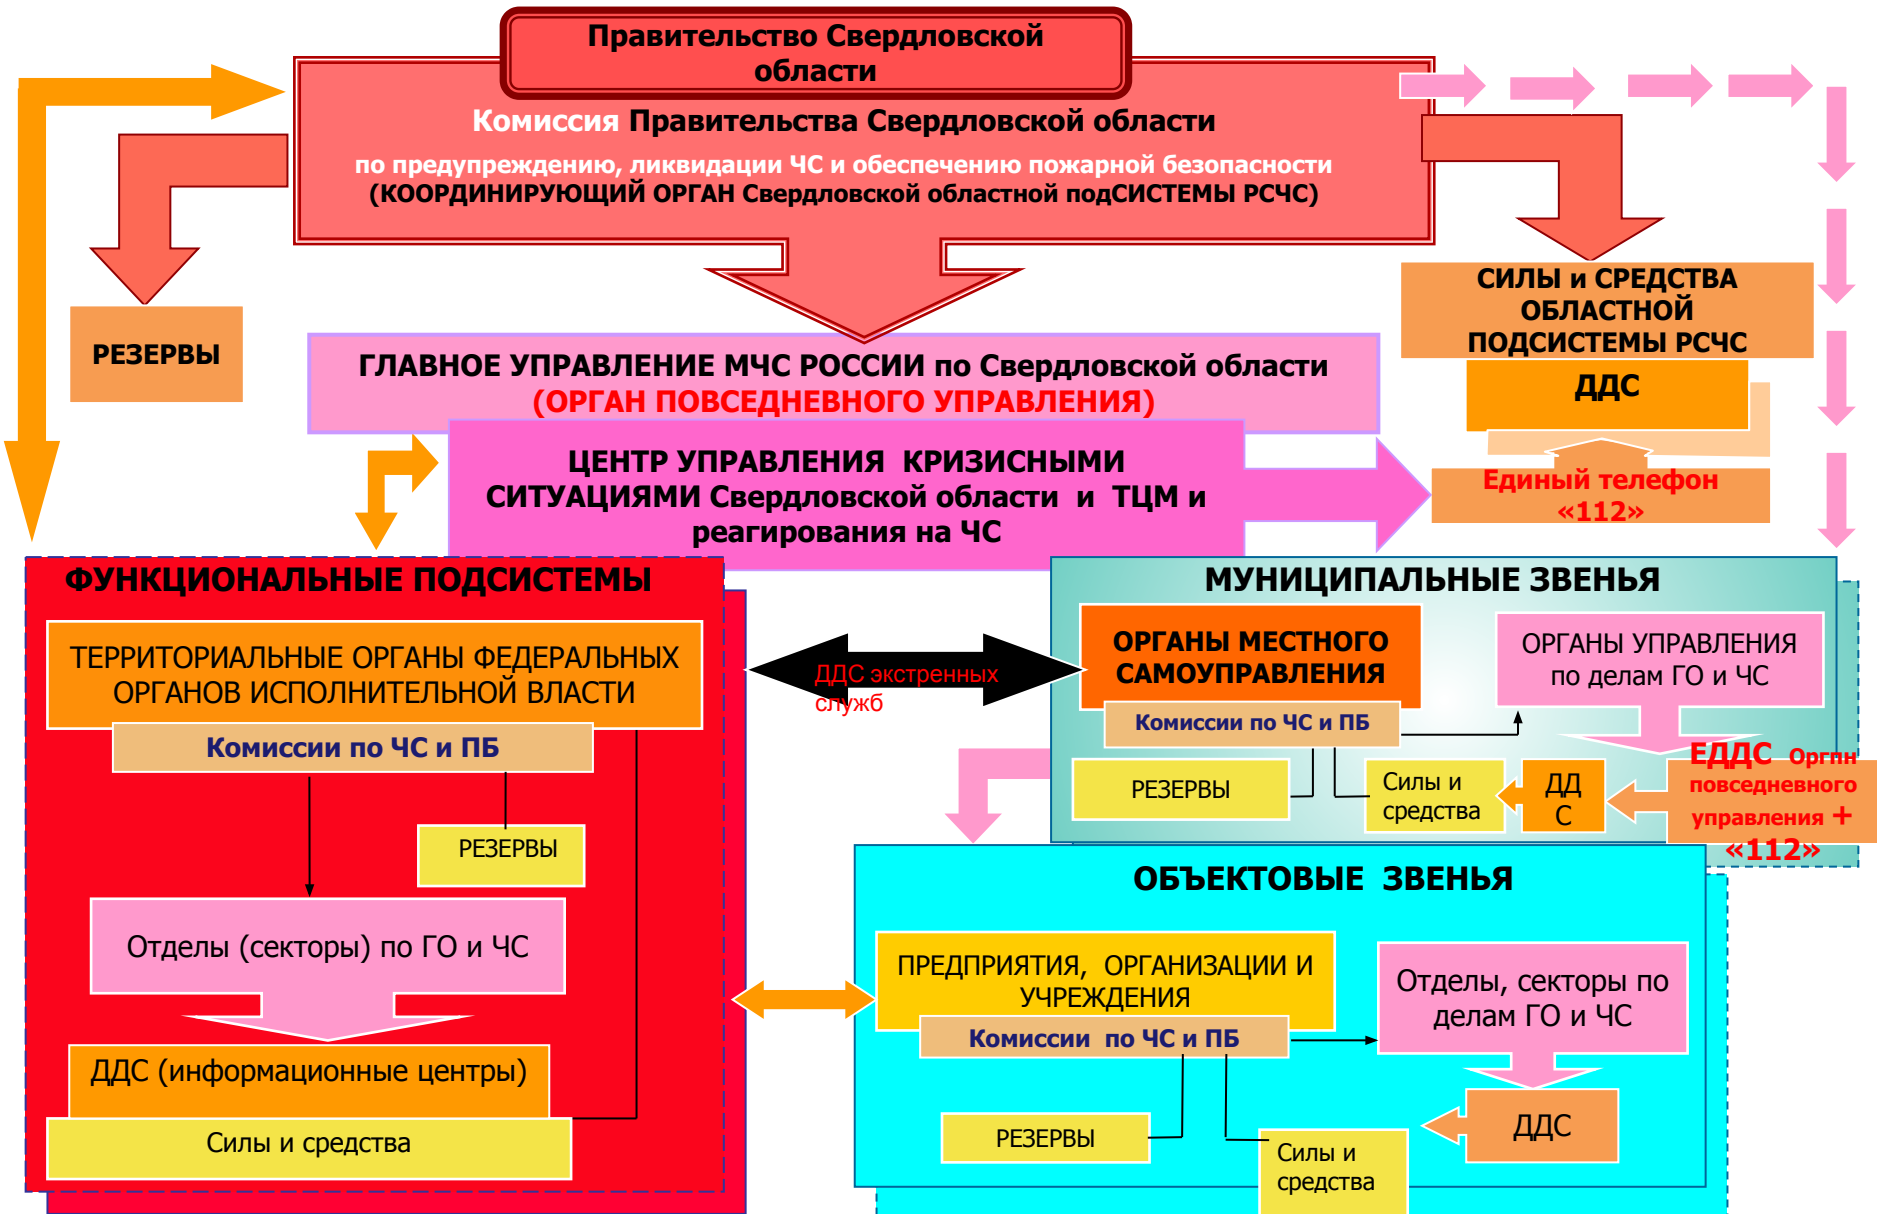 Правительство Свердловской
области
Комиссия Правительства Свердловской области
по предупреждению, ликвидации ЧС и обеспечению пожарной безопасности
(КООРДИНИРУЮЩИЙ ОРГАН Свердловской областной подСИСТЕМЫ РСЧС)
РЕЗЕРВЫ
СИЛЫ и СРЕДСТВА
ОБЛАСТНОЙ
ПОДСИСТЕМЫ РСЧС
ДДС
Единый телефон
«112»
ГЛАВНОЕ УПРАВЛЕНИЕ МЧС РОССИИ по Свердловской области
(ОРГАН ПОВСЕДНЕВНОГО УПРАВЛЕНИЯ)
ЦЕНТР УПРАВЛЕНИЯ КРИЗИСНЫМИ
СИТУАЦИЯМИ Свердловской области и ТЦМ и
реагирования на ЧС
ФУНКЦИОНАЛЬНЫЕ ПОДСИСТЕМЫ
ТЕРРИТОРИАЛЬНЫЕ ОРГАНЫ ФЕДЕРАЛЬНЫХ
ОРГАНОВ ИСПОЛНИТЕЛЬНОЙ ВЛАСТИ
Комиссии по ЧС и ПБ
РЕЗЕРВЫ
Отделы (секторы) по ГО и ЧС
ДДС (информационные центры)
Силы и средства
ДДС экстренных
служб
МУНИЦИПАЛЬНЫЕ ЗВЕНЬЯ
ОРГАНЫ МЕСТНОГО
САМОУПРАВЛЕНИЯ
Комиссии по ЧС и ПБ
ОРГАНЫ УПРАВЛЕНИЯ
по делам ГО и ЧС
РЕЗЕРВЫ
Силы и
средства
ДД
С
ЕДДС Оргпн
повседневного
управления +
«112»
ОБЪЕКТОВЫЕ ЗВЕНЬЯ
ПРЕДПРИЯТИЯ, ОРГАНИЗАЦИИ И
УЧРЕЖДЕНИЯ
Комиссии по ЧС и ПБ
Отделы, секторы по
делам ГО и ЧС
РЕЗЕРВЫ
Силы и
средства
ДДС